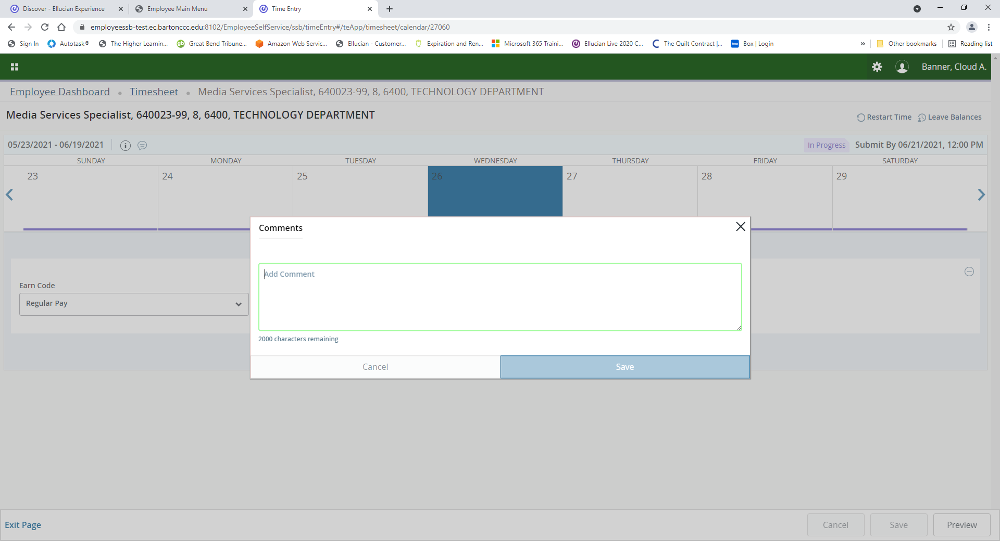 Discover - Ellucian Experience
Employee Main Menu
Time Entry
employeessb-test.ec.bartonccc.edu:8102/EmployeeSelfService/ssb/timeEntry#/teApp/timesheet/calendar/27060
Sign In
Autotask®
The Higher Learnin...
gb
Great Bend Tribune...
Amazon Web Servic...
Ellucian - Customer...
Expiration and Ren...
Microsoft 365 Traini...
Ellucian Live 2020 C...
The Quilt Contract |...
box
Box | Login
»
Other bookmarks
Reading list
Banner, Cloud A.
Employee Dashboard • Timesheet • Media Services Specialist, 640023-99, 8, 6400, TECHNOLOGY DEPARTMENT
Media Services Specialist, 640023-99, 8, 6400, TECHNOLOGY DEPARTMENT
Restart Time
Leave Balances
05/23/2021 - 06/19/2021
In Progress
Submit By 06/21/2021, 12:00 PM
SUNDAY
MONDAY
TUESDAY
WEDNESDAY
THURSDAY
FRIDAY
SATURDAY
23
24
25
26
27
28
29
Comments
Add Comment
2000 characters remaining
Cancel
Save
Earn Code
Regular Pay
Exit Page
Cancel
Save
Preview